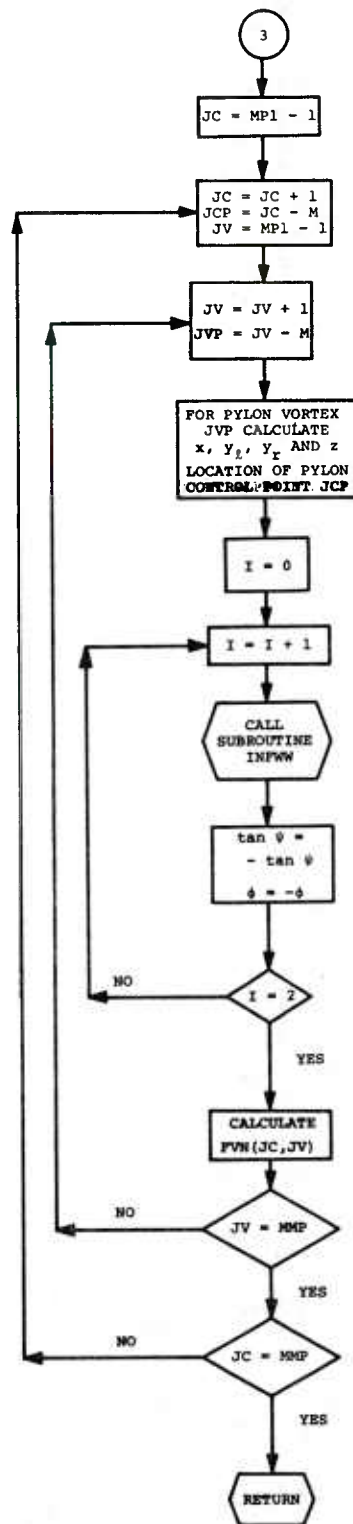 3
JC = MP1 - 1
JC = JC + 1
JCP = JC - M
JV = MP1 - 1
JV = JV + 1
JVP = JV - M
FOR PYLON VORTEX
JVP CALCULATE
x, yℓ, yr AND z
LOCATION OF PYLON
CONTROL POINT JCP
I = 0
I = I + 1
CALL
SUBROUTINE
INFWW
tan ψ =
- tan ψ
ϕ = -ϕ
NO
I = 2
YES
CALCULATE
FVN(JC,JV)
NO
JV = MMP
YES
NO
JC = MMP
YES
RETURN